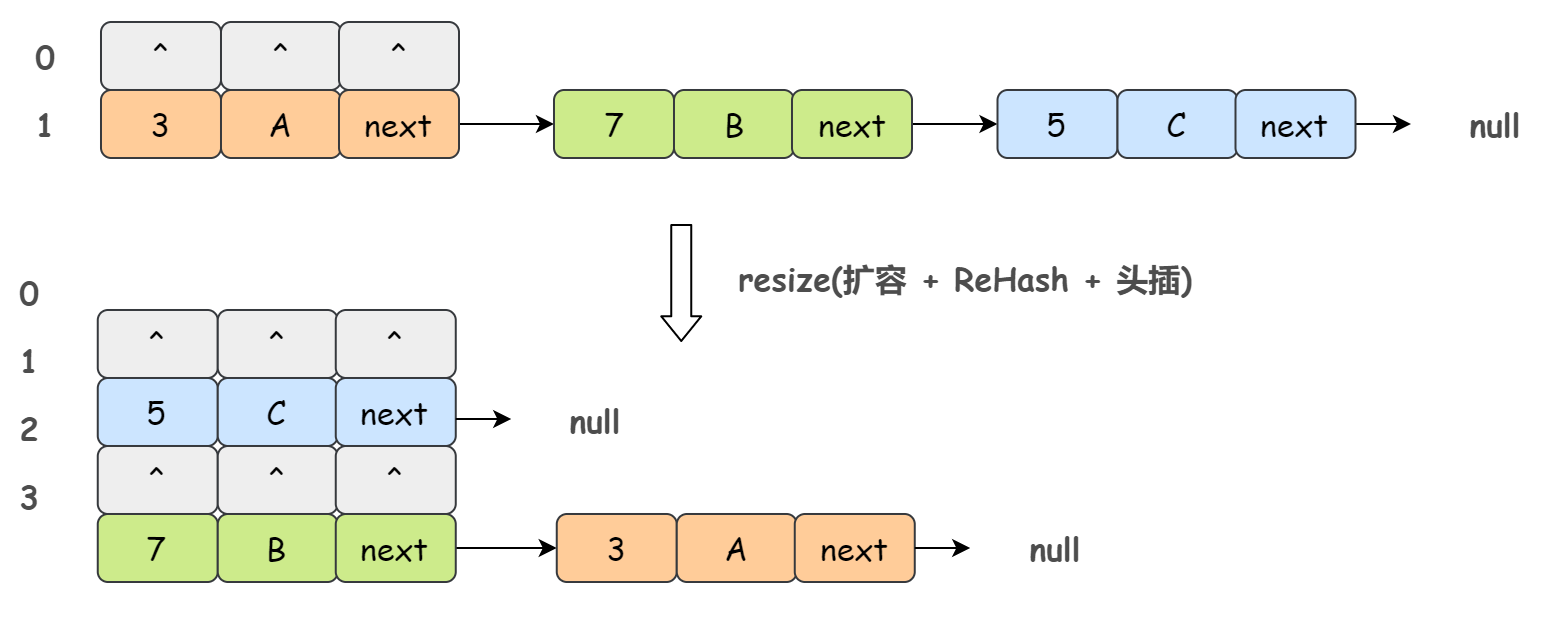 0 ^ ^ ^
1 3 A next 7 B next 5 C next null
resize(扩容 + ReHash + 头插)
0
^ ^ ^
1
5 C next null
2
^ ^ ^
3
7 B next 3 A next null